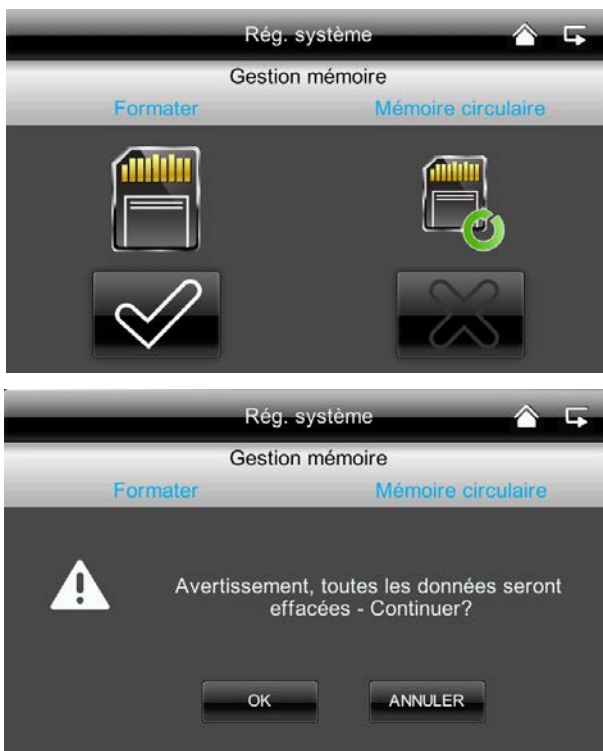 Rég. système
Gestion mémoire
Formater Mémoire circulaire
Rég. système
Gestion mémoire
Formater Mémoire circulaire
Avertissement, toutes les données seront
effacées - Continuer?
OK ANNULER